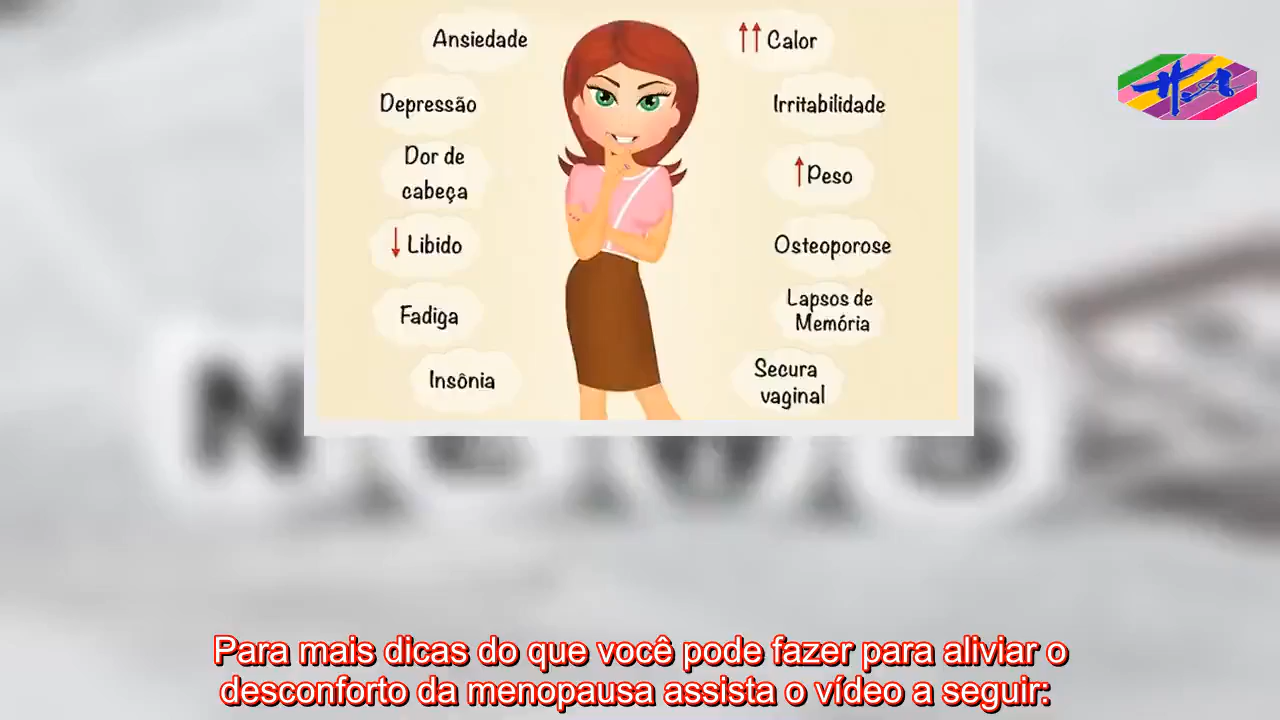 Ansiedade
Depressão
Dor de
cabeça
↓ Libido
Fadiga
Insônia
↑↑ Calor
Irritabilidade
↑ Peso
Osteoporose
Lapsos de
Memória
Secura
vaginal
NEWS
Para mais dicas do que você pode fazer para aliviar o
desconforto da menopausa assista o vídeo a seguir: